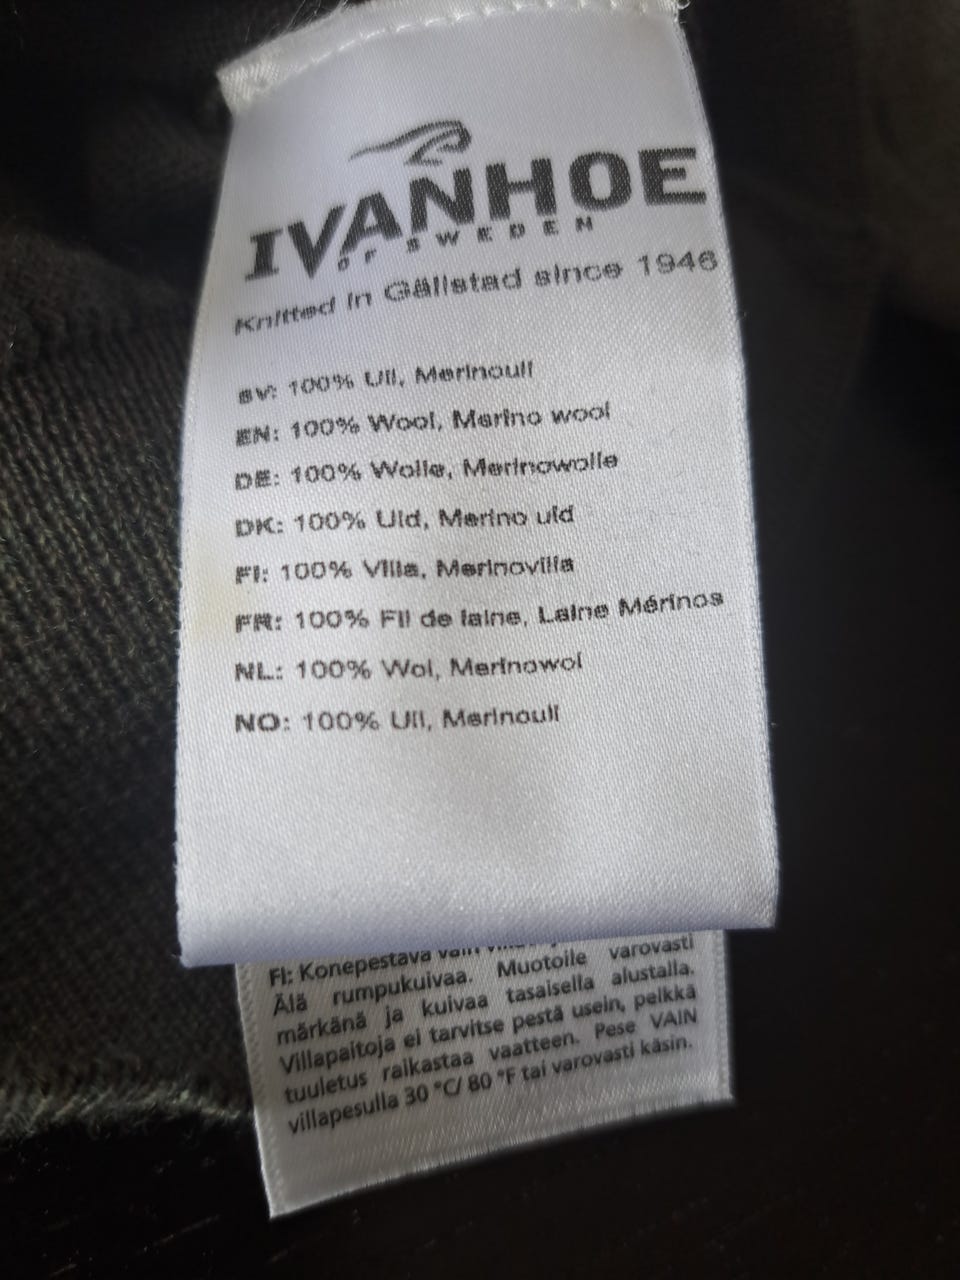 IVANHOE
OF SWEDEN
Knitted in Gällstad since 1946
SV: 100% Ull, Merinoull
EN: 100% Wool, Merino wool
DE: 100% Wolle, Merinowolle
DK: 100% Uld, Merino uld
FI: 100% Villa, Merinovilla
FR: 100% Fil de laine, Laine Mérinos
NL: 100% Wol, Merinowol
NO: 100% Ull, Merinoull
FI: Konepestävä vain
Älä rumpukuivaa. Muotoile varovasti
märkänä ja kuivaa tasaisella alustalla.
Villapaitoja ei tarvitse pestä usein, pelkkä
tuuletus raikastaa vaatteen. Pese VAIN
villapesulla 30 °C/ 80 °F tai varovasti käsin.